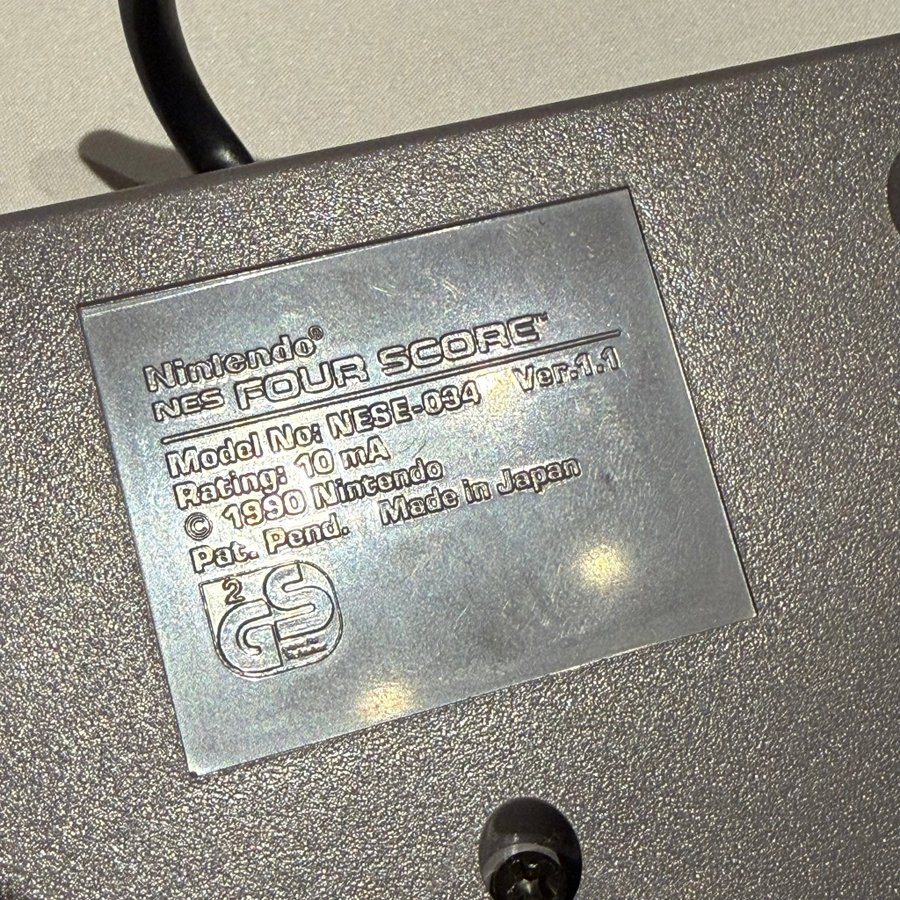 Nintendo®
NES FOUR SCORE™
Model No: NESE-034 Ver.1.1
Rating: 10 mA
© 1990 Nintendo
Pat. Pend. Made in Japan
2
GS